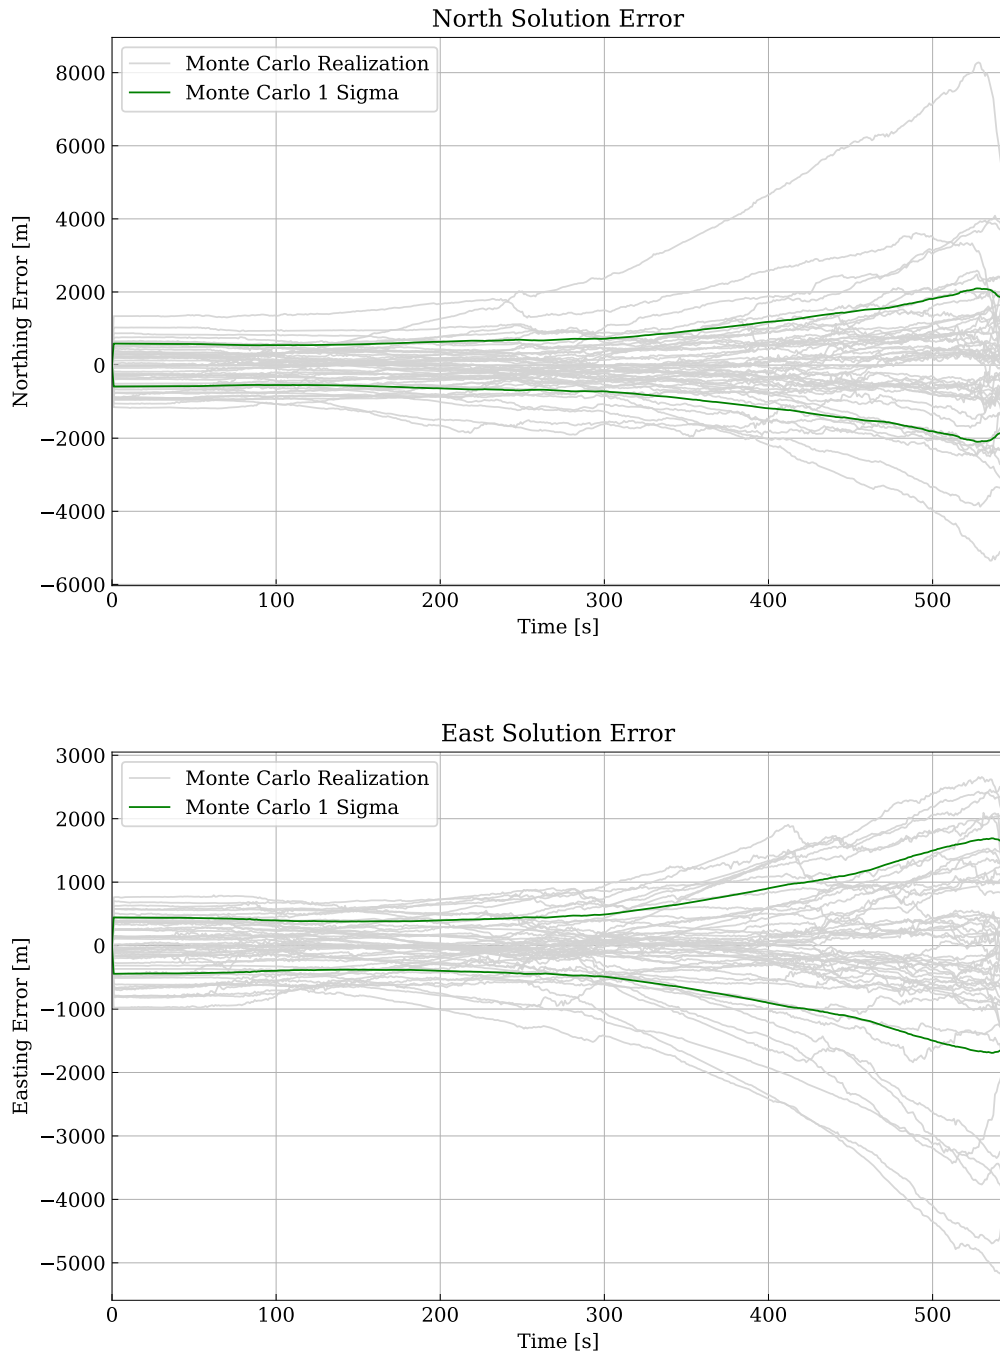 North Solution Error
Monte Carlo Realization
Monte Carlo 1 Sigma
8000
6000
4000
2000
0
−2000
−4000
−6000
Northing Error [m]
0 100 200 300 400 500
Time [s]
East Solution Error
Monte Carlo Realization
Monte Carlo 1 Sigma
3000
2000
1000
0
−1000
−2000
−3000
−4000
−5000
Easting Error [m]
0 100 200 300 400 500
Time [s]